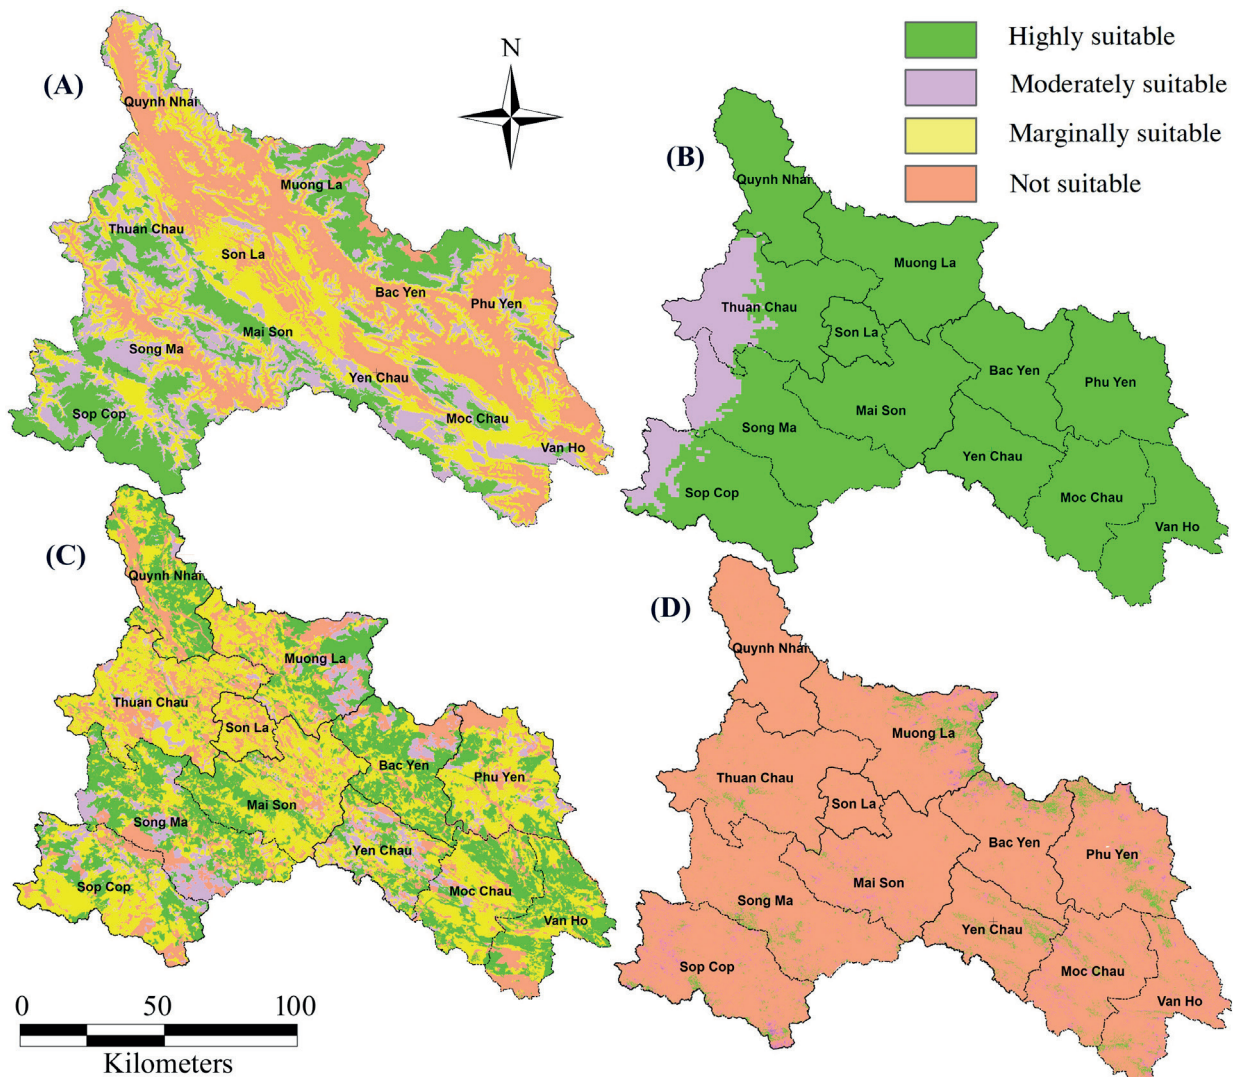 (A)
N
Quynh Nhai
Muong La
Thuan Chau
Son La
Bac Yen
Phu Yen
Mai Son
Song Ma
Yen Chau
Sop Cop
Moc Chau
Van Ho
Highly suitable
Moderately suitable
Marginally suitable
Not suitable
(B)
Quynh Nhai
Muong La
Thuan Chau
Son La
Bac Yen
Phu Yen
Mai Son
Song Ma
Yen Chau
Sop Cop
Moc Chau
Van Ho
(C)
Quynh Nhai
Muong La
Thuan Chau
Son La
Bac Yen
Phu Yen
Mai Son
Song Ma
Yen Chau
Sop Cop
Moc Chau
Van Ho
(D)
Quynh Nhai
Muong La
Thuan Chau
Son La
Bac Yen
Phu Yen
Mai Son
Song Ma
Yen Chau
Sop Cop
Moc Chau
Van Ho
0 50 100
Kilometers